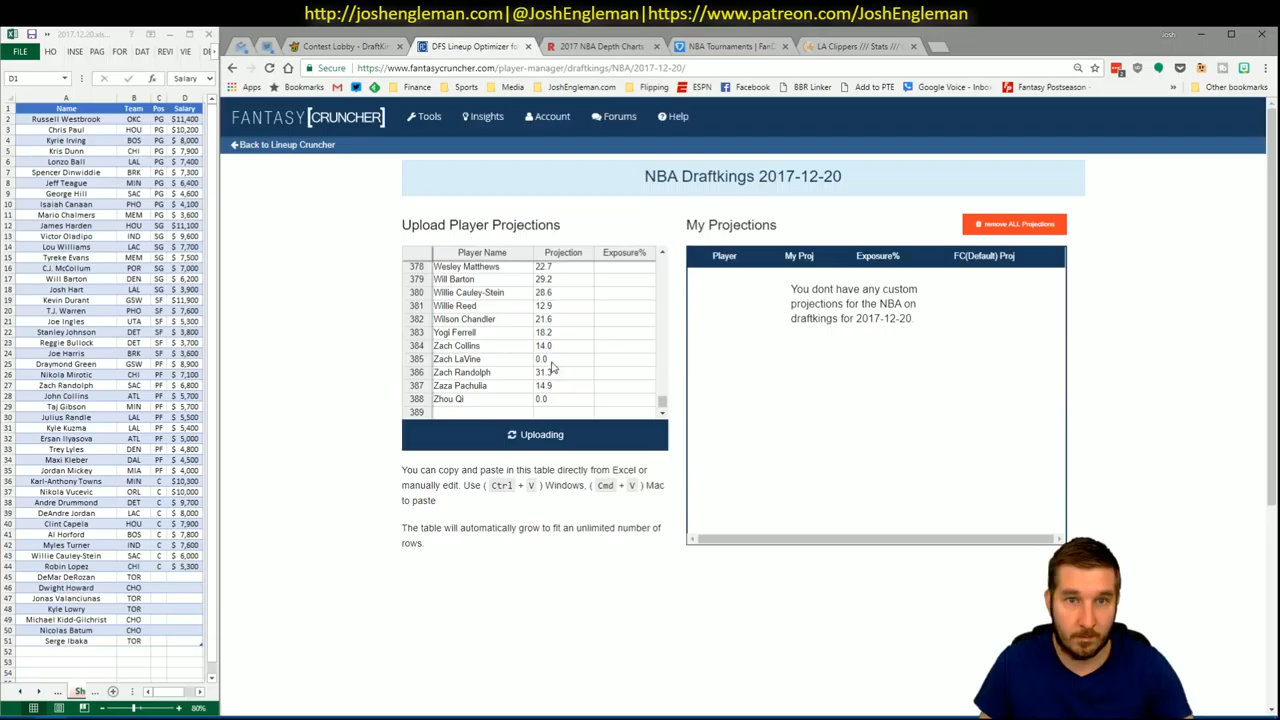 http://joshengleman.com|@JoshEngleman|https://www.patreon.com/JoshEngleman
2017.12.20.xls...
Contest Lobby - DraftKi
DFS Lineup Optimizer fo
2017 NBA Depth Charts
NBA Tournaments | FanD
LA Clippers /// Stats ///
Josh
FILE HO INS PAG FOR DAT REVI VIE DE
Secure https://www.fantasycruncher.com/player-manager/draftkings/NBA/2017-12-20/
D1 Salary
Apps Bookmarks Finance Sports Media JoshEngleman.com Flipping ESPN Facebook BBR Linker Add to PTE Google Voice - Inbox Fantasy Postseason Other bookmarks
A B C D
1 Name Team Pos Salary
2 Russell Westbrook OKC PG $11,400
3 Chris Paul HOU PG $10,200
4 Kyrie Irving BOS PG $ 8,000
5 Kris Dunn CHI PG $ 7,900
6 Lonzo Ball LAL PG $ 7,400
7 Spencer Dinwiddie BRK PG $ 7,300
8 Jeff Teague MIN PG $ 6,400
9 George Hill SAC PG $ 4,600
10 Isaiah Canaan PHO PG $ 4,100
11 Mario Chalmers MEM PG $ 3,600
12 James Harden HOU SG $11,100
13 Victor Oladipo IND SG $ 9,600
14 Lou Williams LAC SG $ 7,700
15 Tyreke Evans MEM SG $ 7,500
16 C.J. McCollum POR SG $ 7,000
17 Will Barton DEN SG $ 6,200
18 Josh Hart LAL SG $ 3,900
19 Kevin Durant GSW SF $11,900
20 T.J. Warren PHO SF $ 7,600
21 Joe Ingles UTA SF $ 5,300
22 Stanley Johnson DET SF $ 3,800
23 Reggie Bullock DET SF $ 3,600
24 Joe Harris BRK SF $ 3,600
25 Draymond Green GSW PF $ 8,900
26 Nikola Mirotic CHI PF $ 7,100
27 Zach Randolph SAC PF $ 6,800
28 John Collins ATL PF $ 5,700
29 Taj Gibson MIN PF $ 5,700
30 Julius Randle LAL PF $ 5,500
31 Kyle Kuzma LAL PF $ 5,400
32 Ersan Ilyasova ATL PF $ 5,000
33 Trey Lyles DEN PF $ 4,800
34 Maxi Kleber DAL PF $ 4,500
35 Jordan Mickey MIA PF $ 4,000
36 Karl-Anthony Towns MIN C $10,300
37 Nikola Vucevic ORL C $10,000
38 Andre Drummond DET C $ 9,700
39 DeAndre Jordan LAC C $ 8,000
40 Clint Capela HOU C $ 7,900
41 Al Horford BOS C $ 7,800
42 Myles Turner IND C $ 7,600
43 Willie Cauley-Stein SAC C $ 6,000
44 Robin Lopez CHI C $ 5,300
45 DeMar DeRozan TOR
46 Dwight Howard CHO
47 Jonas Valanciunas TOR
48 Kyle Lowry TOR
49 Michael Kidd-Gilchrist CHO
50 Nicolas Batum CHO
51 Serge Ibaka TOR
52
53
54
... Sh ...
80%
FANTASY [CRUNCHER] Tools Insights Account Forums Help
Back to Lineup Cruncher
NBA Draftkings 2017-12-20
Upload Player Projections
Player Name Projection Exposure%
378 Wesley Matthews 22.7
379 Will Barton 29.2
380 Willie Cauley-Stein 28.6
381 Willie Reed 12.9
382 Wilson Chandler 21.6
383 Yogi Ferrell 18.2
384 Zach Collins 14.0
385 Zach LaVine 0.0
386 Zach Randolph 31.3
387 Zaza Pachulia 14.9
388 Zhou Qi 0.0
389
Uploading
You can copy and paste in this table directly from Excel or
manually edit. Use ( Ctrl + V ) Windows, ( Cmd + V ) Mac
to paste
The table will automatically grow to fit an unlimited number of
rows.
My Projections
remove ALL Projections
Player My Proj Exposure% FC(Default) Proj
You dont have any custom
projections for the NBA on
draftkings for 2017-12-20.